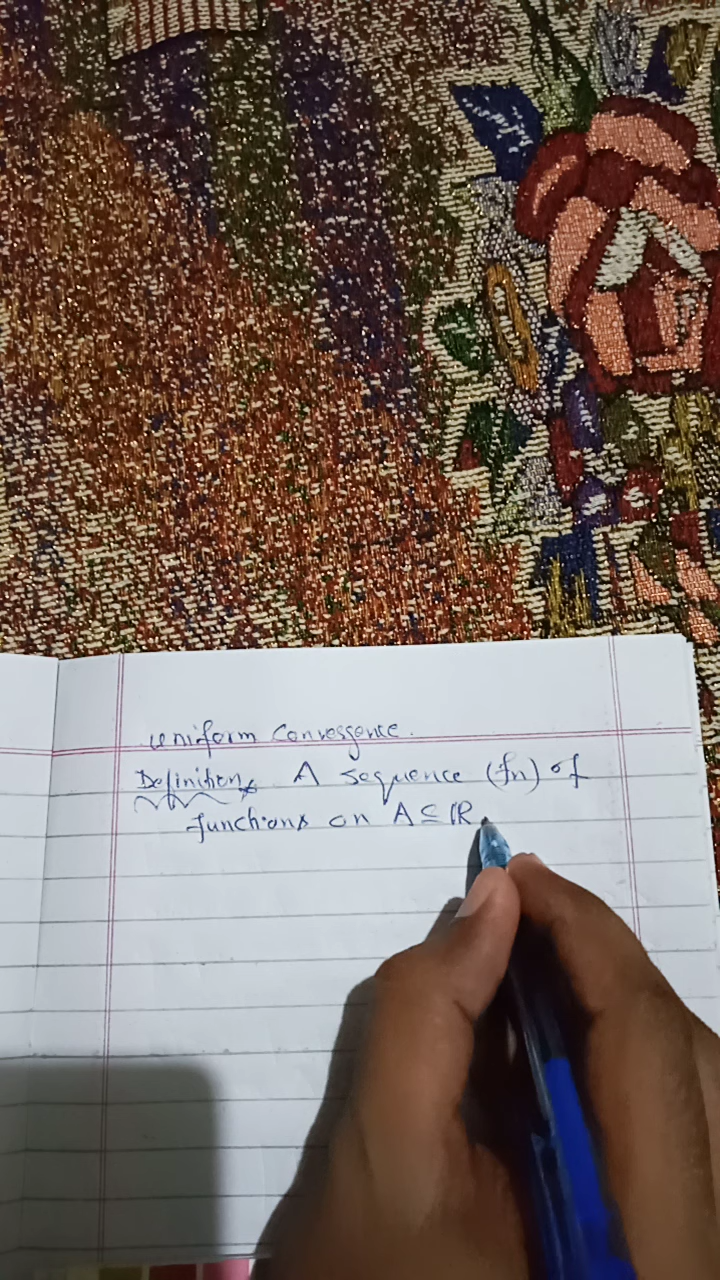 Uniform Convergence.
Definition: A sequence (fn) of
functions on A ⊆ ℝ